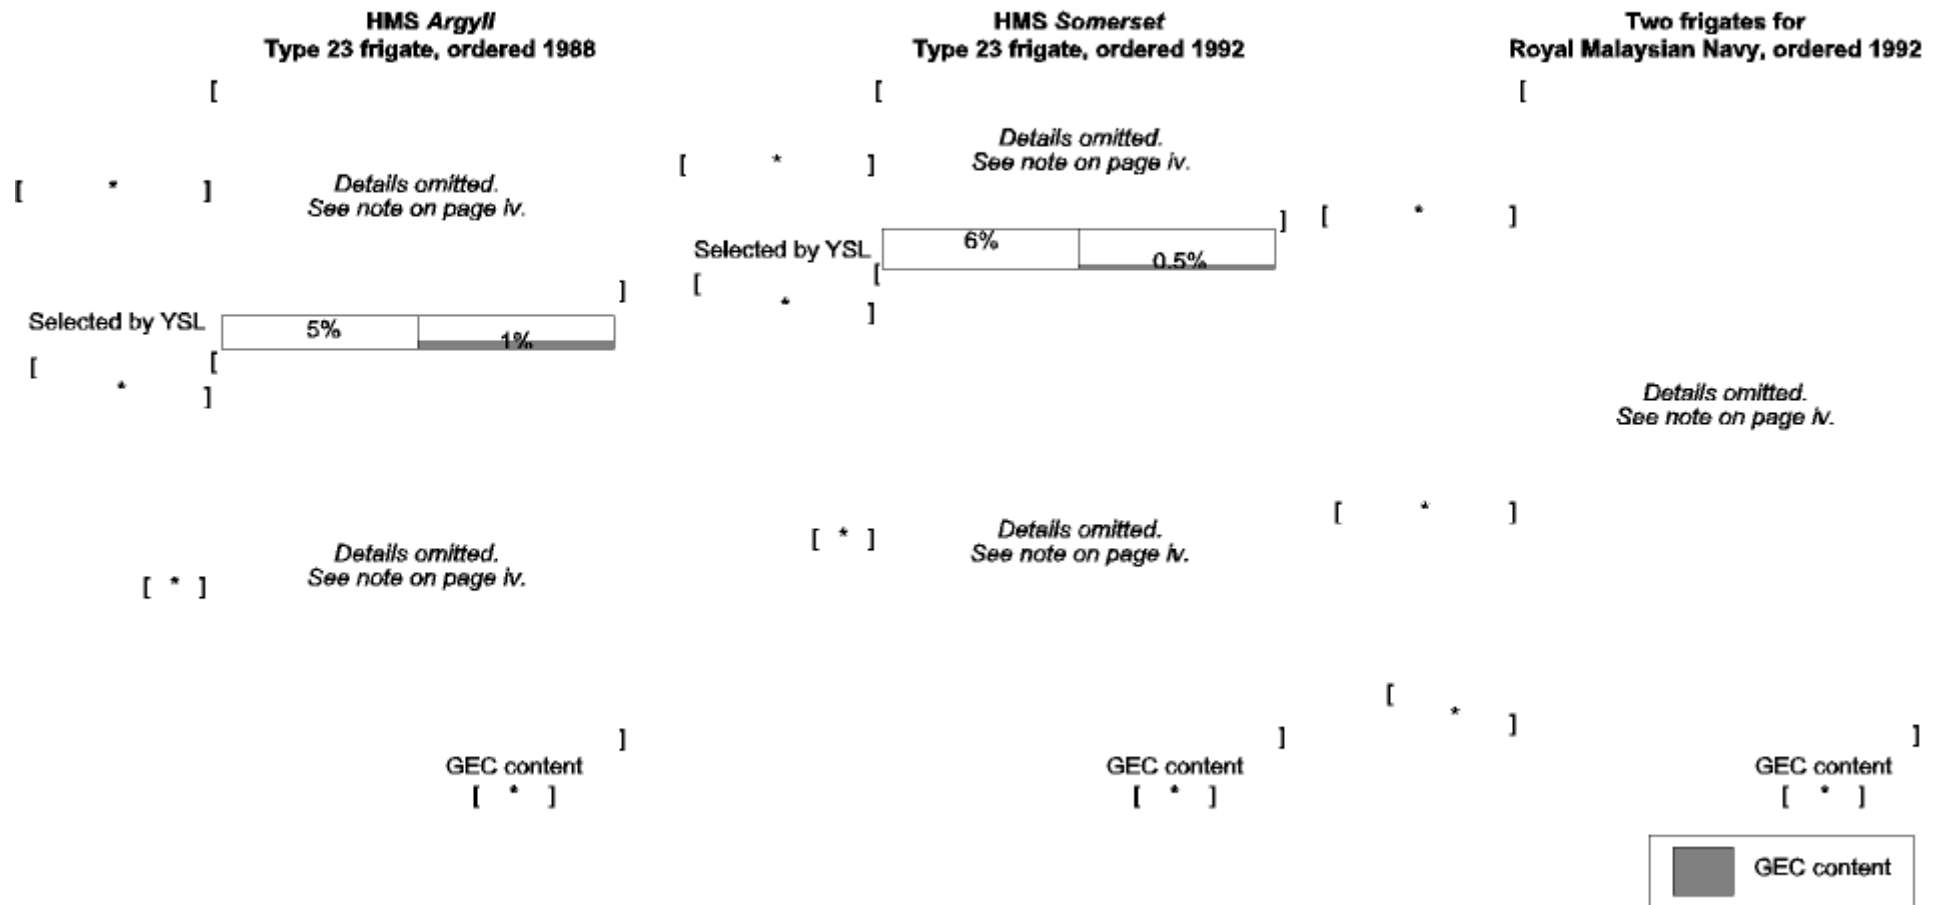 HMS Argyll
Type 23 frigate, ordered 1988
[
[ * ]
Details omitted.
See note on page iv.
]
Selected by YSL
5%
1%
[
[
*
]
Details omitted.
See note on page iv.
[ * ]
]
GEC content
[ * ]
HMS Somerset
Type 23 frigate, ordered 1992
[
Details omitted.
See note on page iv.
[ * ]
]
Selected by YSL
6%
0.5%
[
[
*
]
[ * ]
Details omitted.
See note on page iv.
]
GEC content
[ * ]
Two frigates for
Royal Malaysian Navy, ordered 1992
[
[ * ]
Details omitted.
See note on page iv.
[ * ]
[
*
]
]
GEC content
[ * ]
GEC content